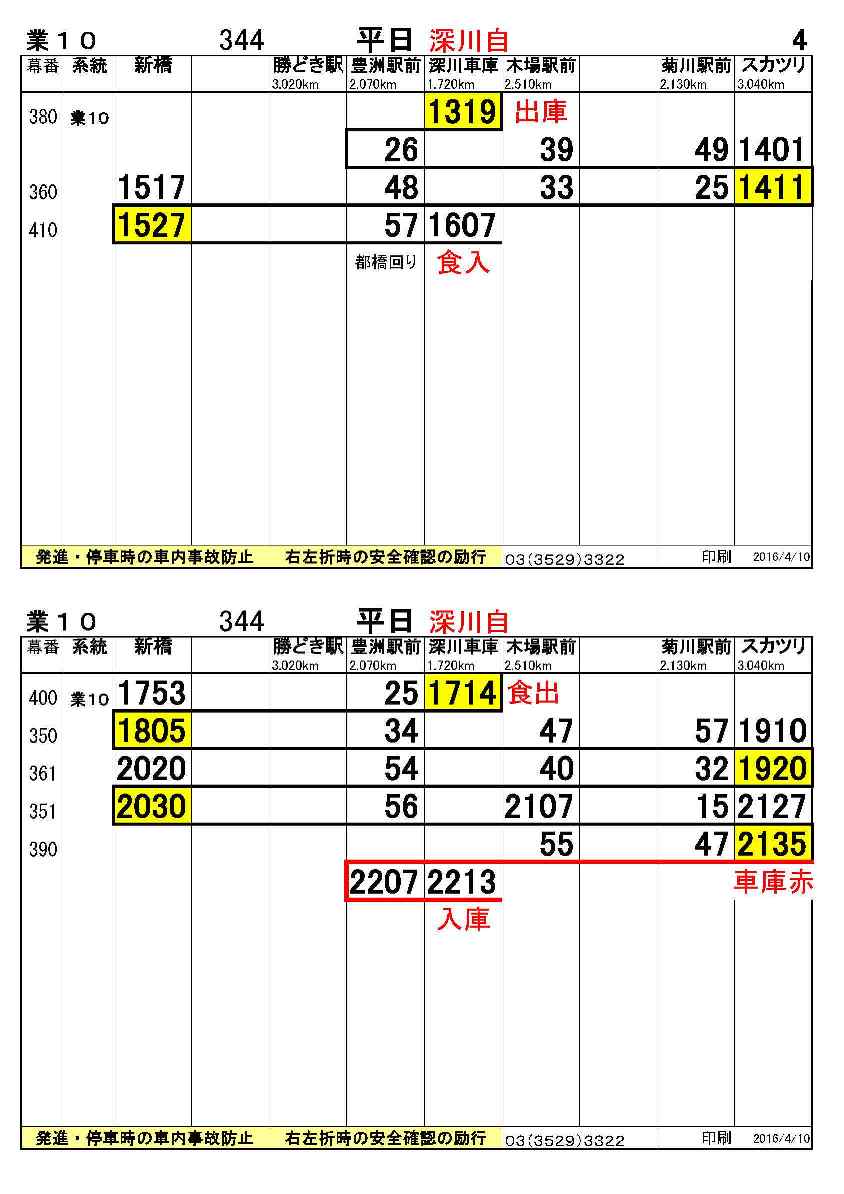 業１０ 344 平日 深川自 4
幕番 系統 新橋 勝どき駅 豊洲駅前 深川車庫 木場駅前 菊川駅前 スカツリ
3.020km 2.070km 1.720km 2.510km 2.130km 3.040km
380 業10 1319 出庫
26 39 49 1401
360 1517 48 33 25 1411
410 1527 57 1607
都橋回り 食入
発進・停車時の車内事故防止 右左折時の安全確認の励行 03(3529)3322 印刷 2016/4/10
業１０ 344 平日 深川自
幕番 系統 新橋 勝どき駅 豊洲駅前 深川車庫 木場駅前 菊川駅前 スカツリ
3.020km 2.070km 1.720km 2.510km 2.130km 3.040km
400 業10 1753 25 1714 食出
350 1805 34 47 57 1910
361 2020 54 40 32 1920
351 2030 56 2107 15 2127
390 55 47 2135
2207 2213 車庫赤
入庫
発進・停車時の車内事故防止 右左折時の安全確認の励行 03(3529)3322 印刷 2016/4/10